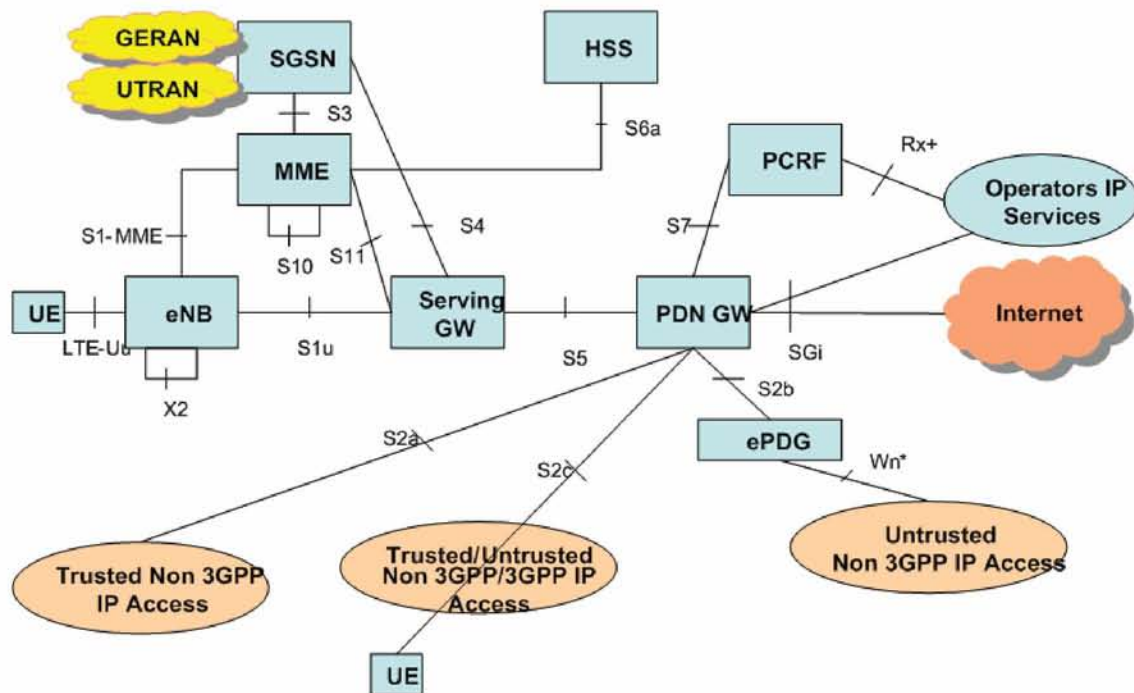 GERAN
UTRAN
SGSN
HSS
S3
S6a
MME
PCRF
Rx+
Operators IP
Services
S1-MME
S10
S11
S4
S7
UE
eNB
Serving
GW
PDN GW
Internet
LTE-Uu
S1u
S5
SGi
X2
S2b
ePDG
S2a
S2c
Wn*
Trusted Non 3GPP
IP Access
Trusted/Untrusted
Non 3GPP/3GPP IP
Access
Untrusted
Non 3GPP IP Access
UE